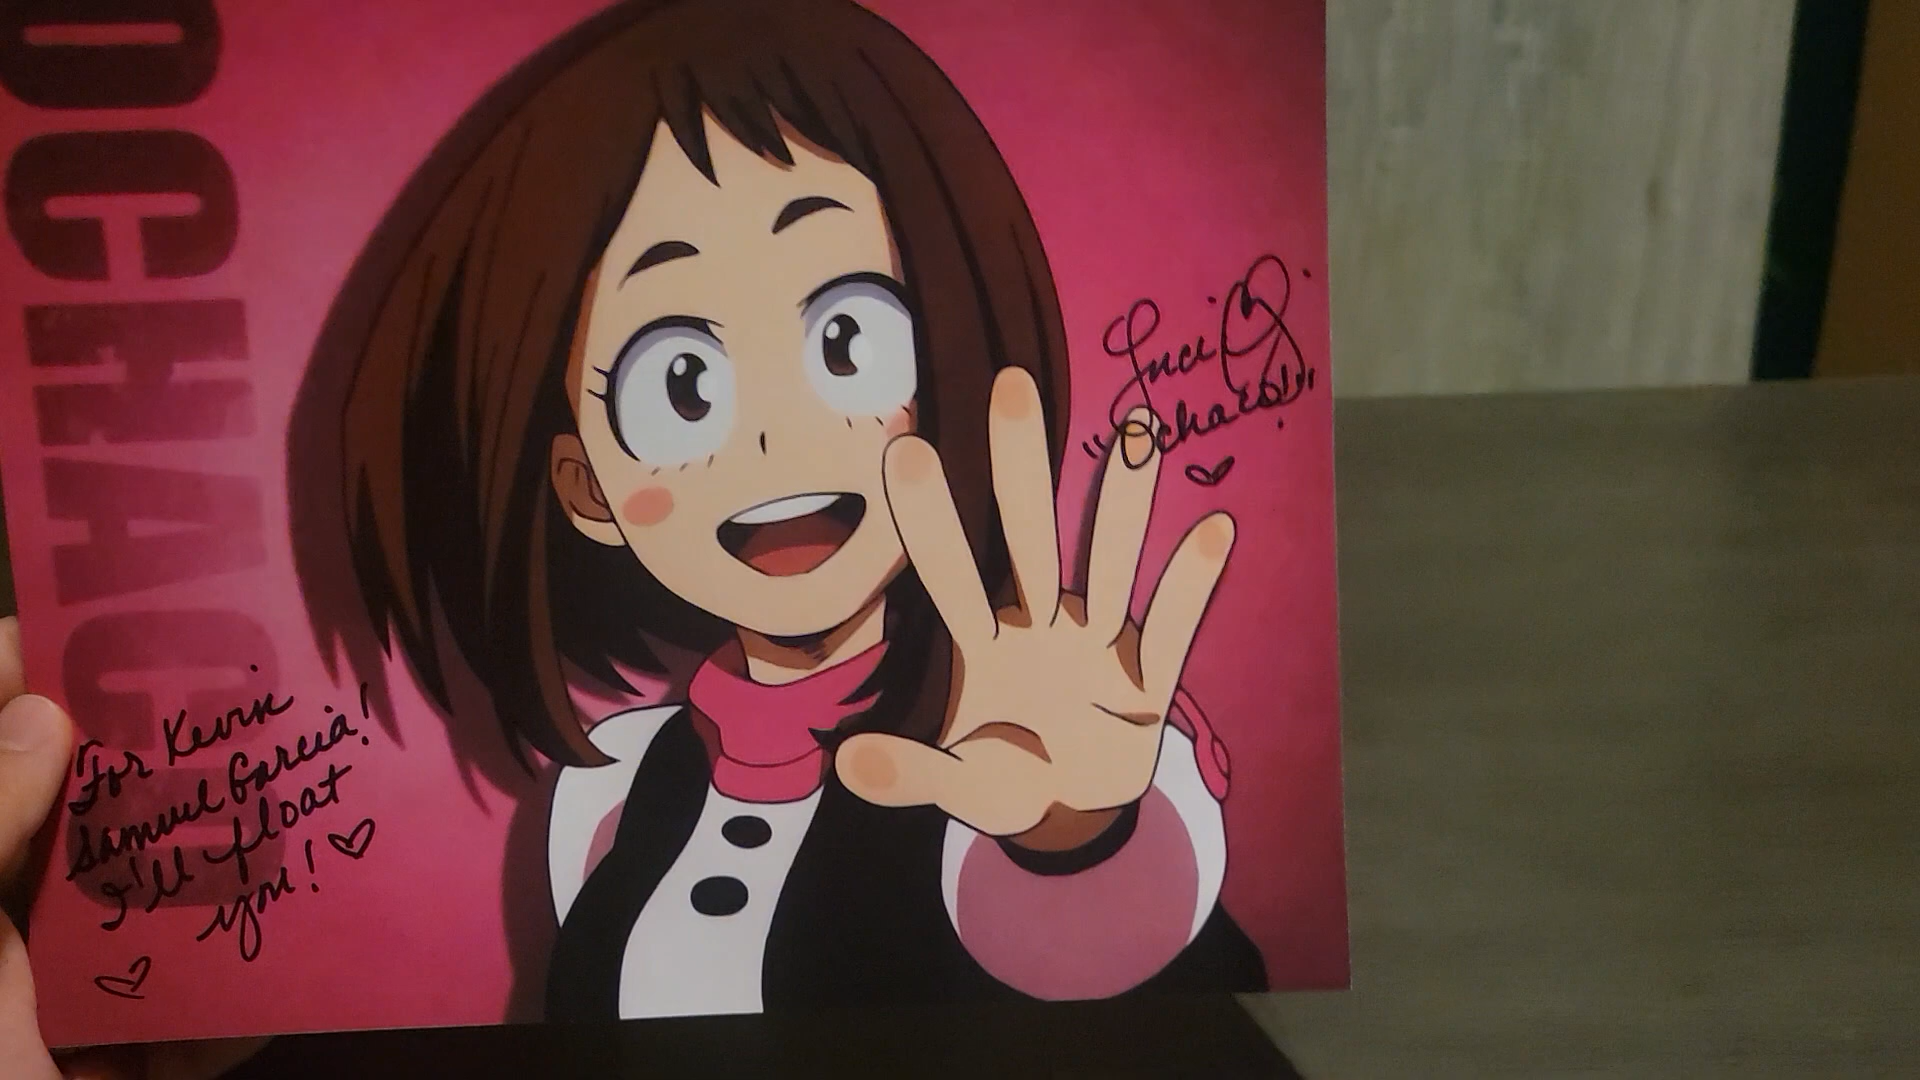 OCHACO
Luci C.
"Ochaco!"
For Kevin
Samuel Garcia!
I'll float
you!